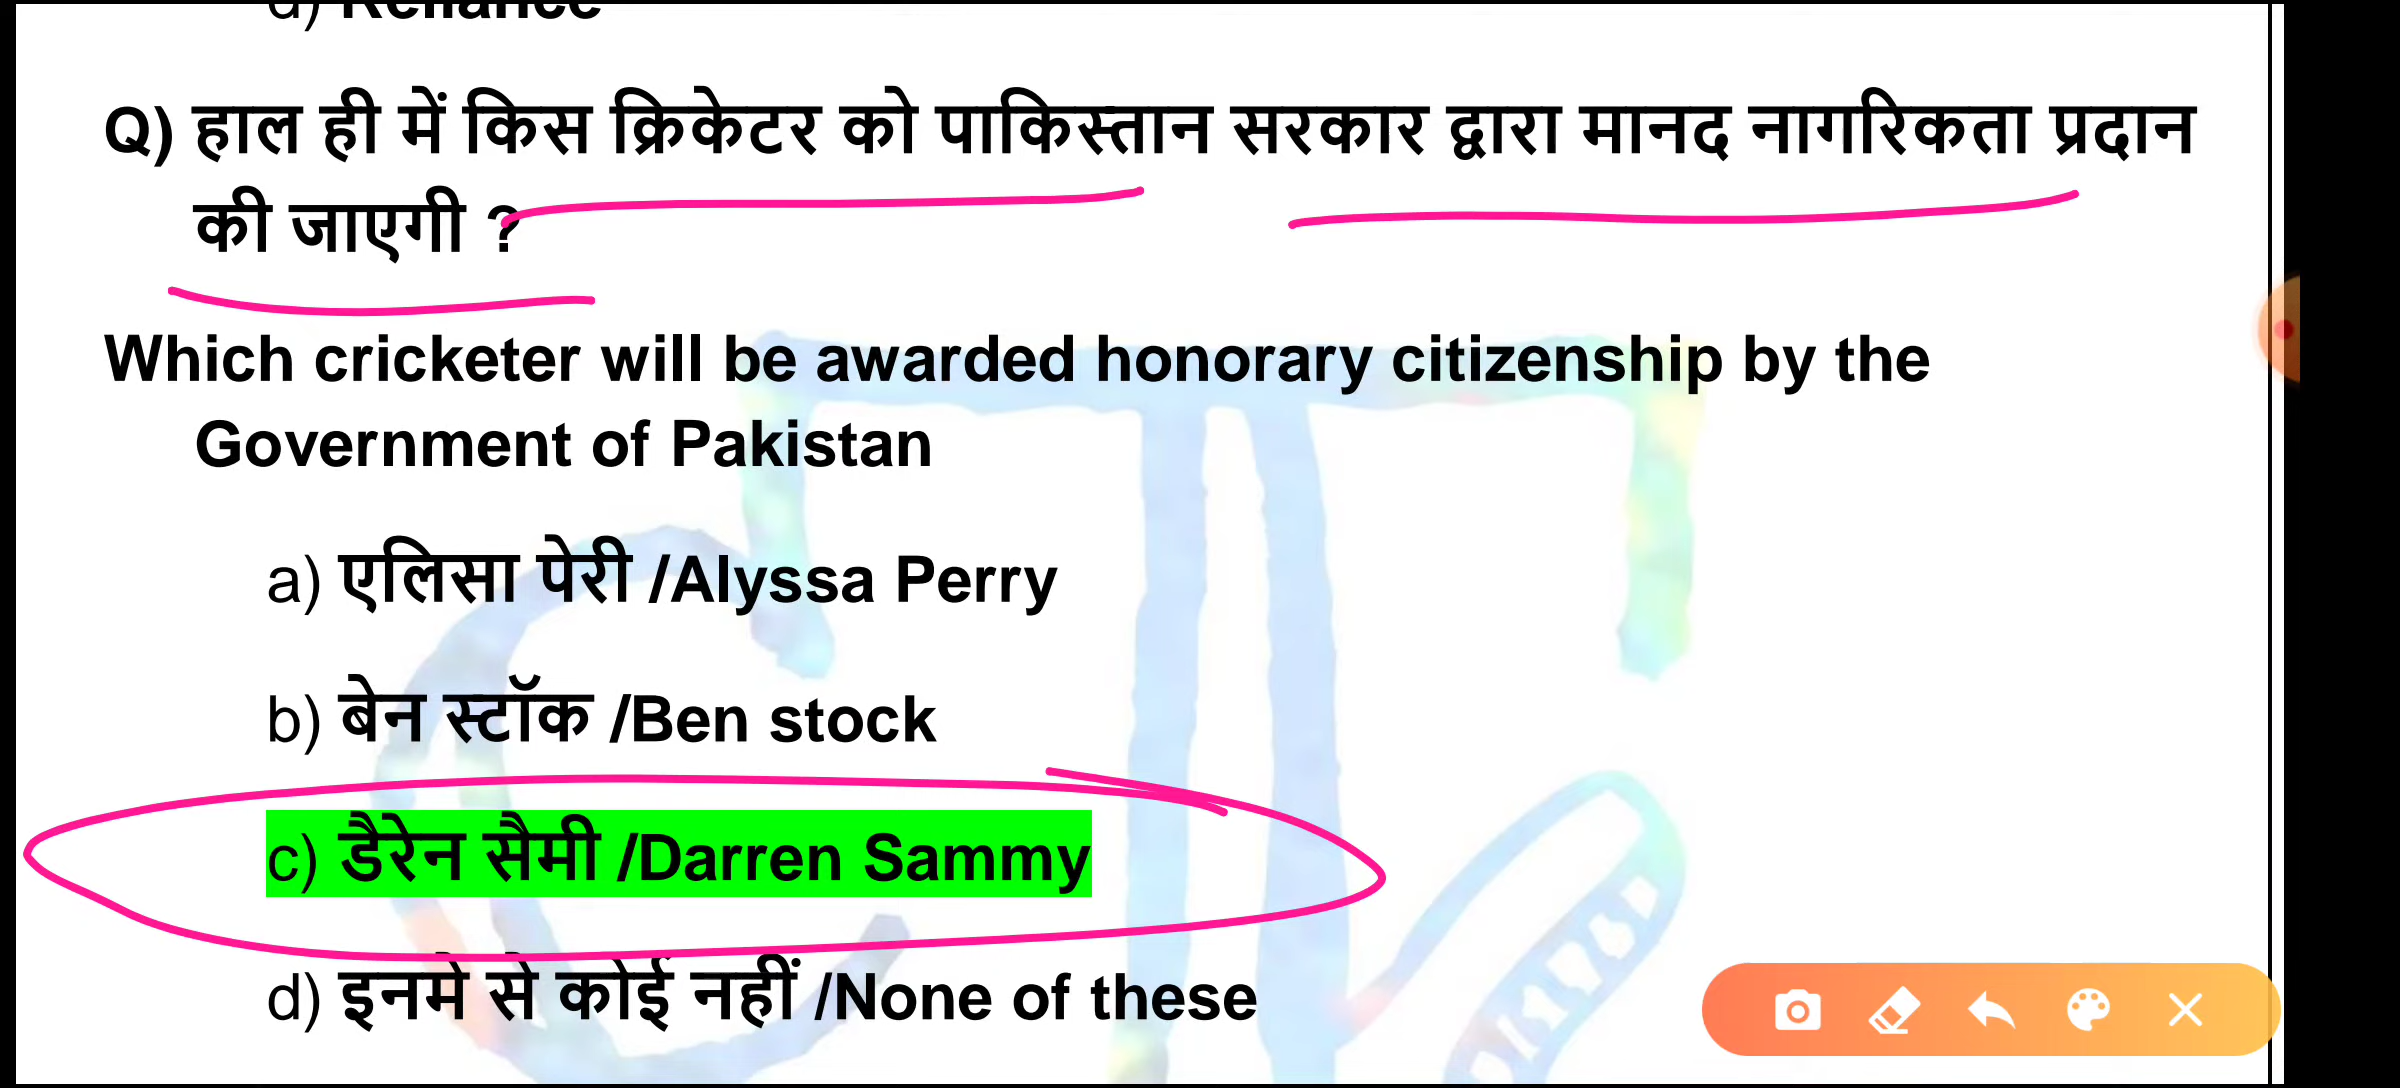 d) Reliance
Q) हाल ही में किस क्रिकेटर को पाकिस्तान सरकार द्वारा मानद नागरिकता प्रदान
की जाएगी ?
Which cricketer will be awarded honorary citizenship by the
Government of Pakistan
a) एलिसा पेरी /Alyssa Perry
b) बेन स्टॉक /Ben stock
c) डैरेन सैमी /Darren Sammy
d) इनमे से कोई नहीं /None of these